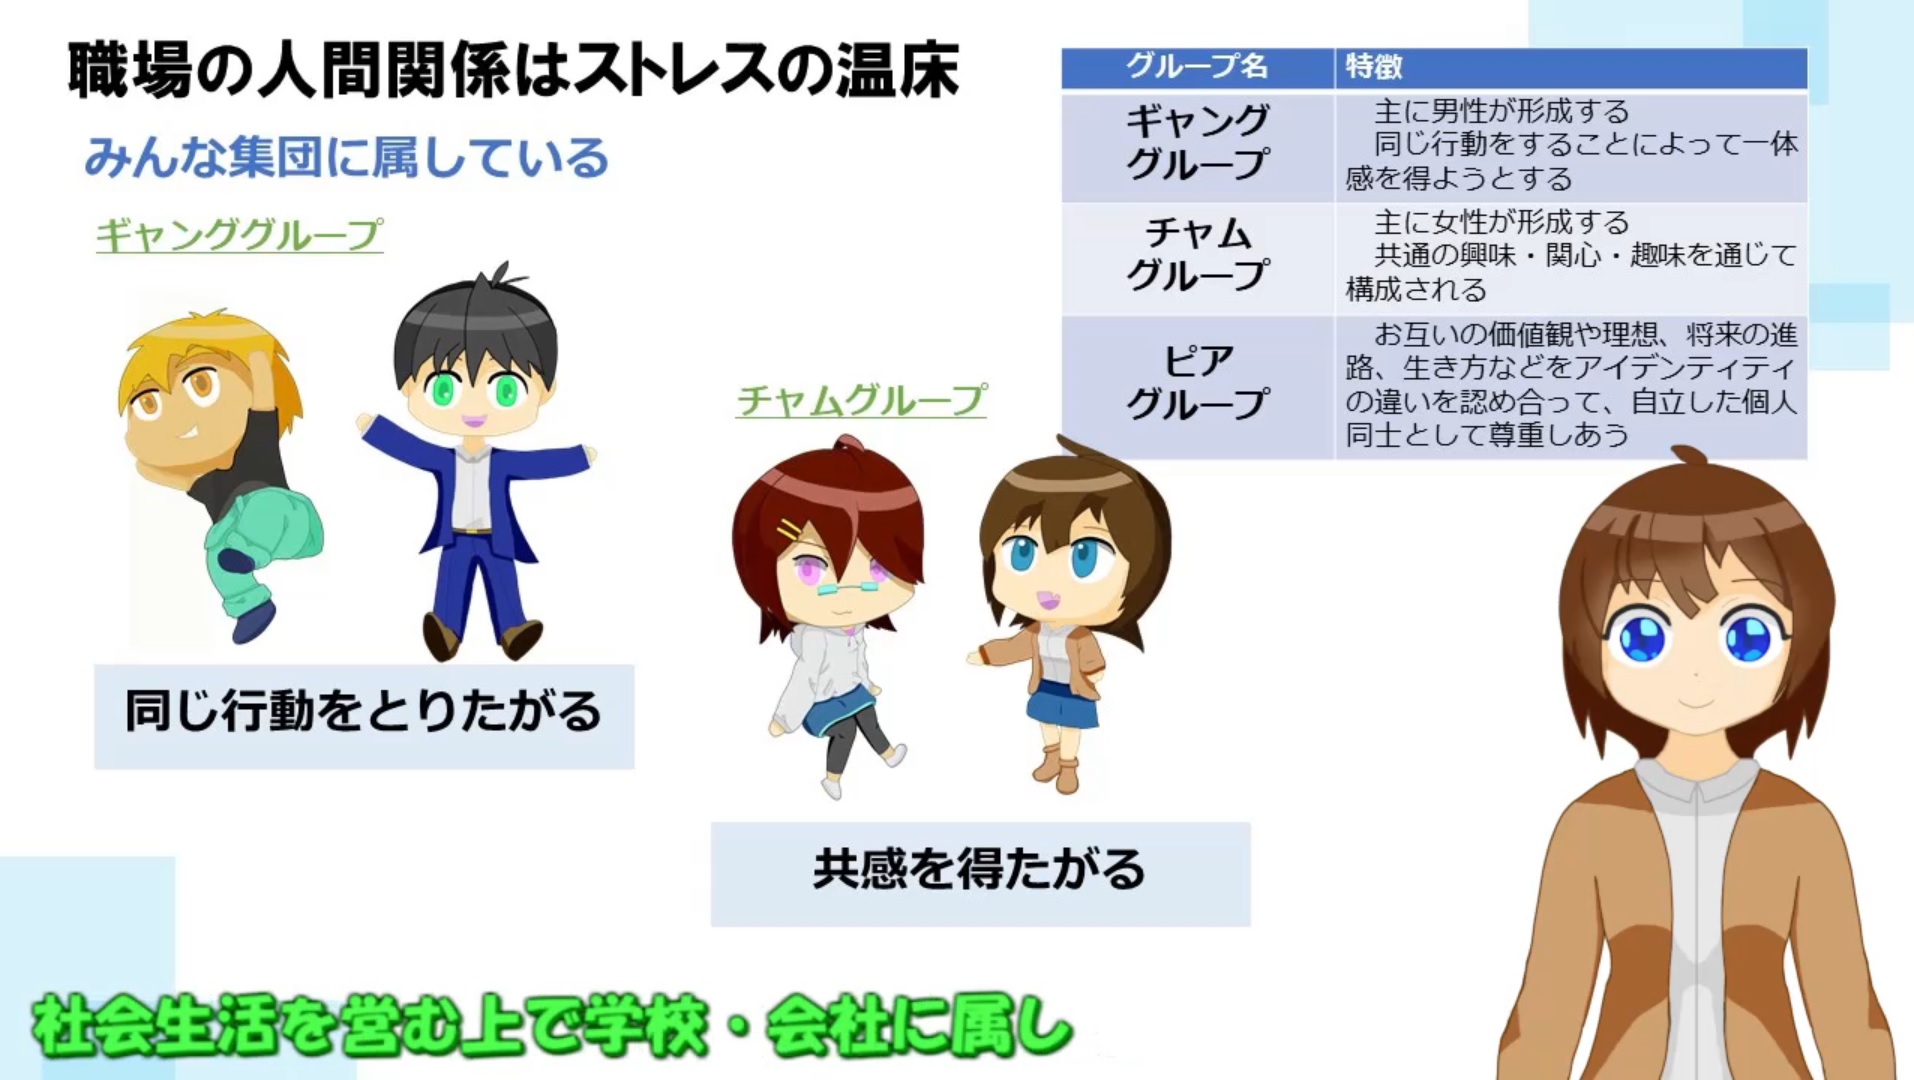 職場の人間関係はストレスの温床
みんな集団に属している
ギャンググループ
同じ行動をとりたがる
チャムグループ
共感を得たがる
グループ名 特徴
ギャング
グループ
主に男性が形成する
同じ行動をすることによって一体
感を得ようとする
チャム
グループ
主に女性が形成する
共通の興味・関心・趣味を通じて
構成される
ピア
グループ
お互いの価値観や理想、将来の進
路、生き方などをアイデンティティ
の違いを認め合って、自立した個人
同士として尊重しあう
社会生活を営む上で学校・会社に属し